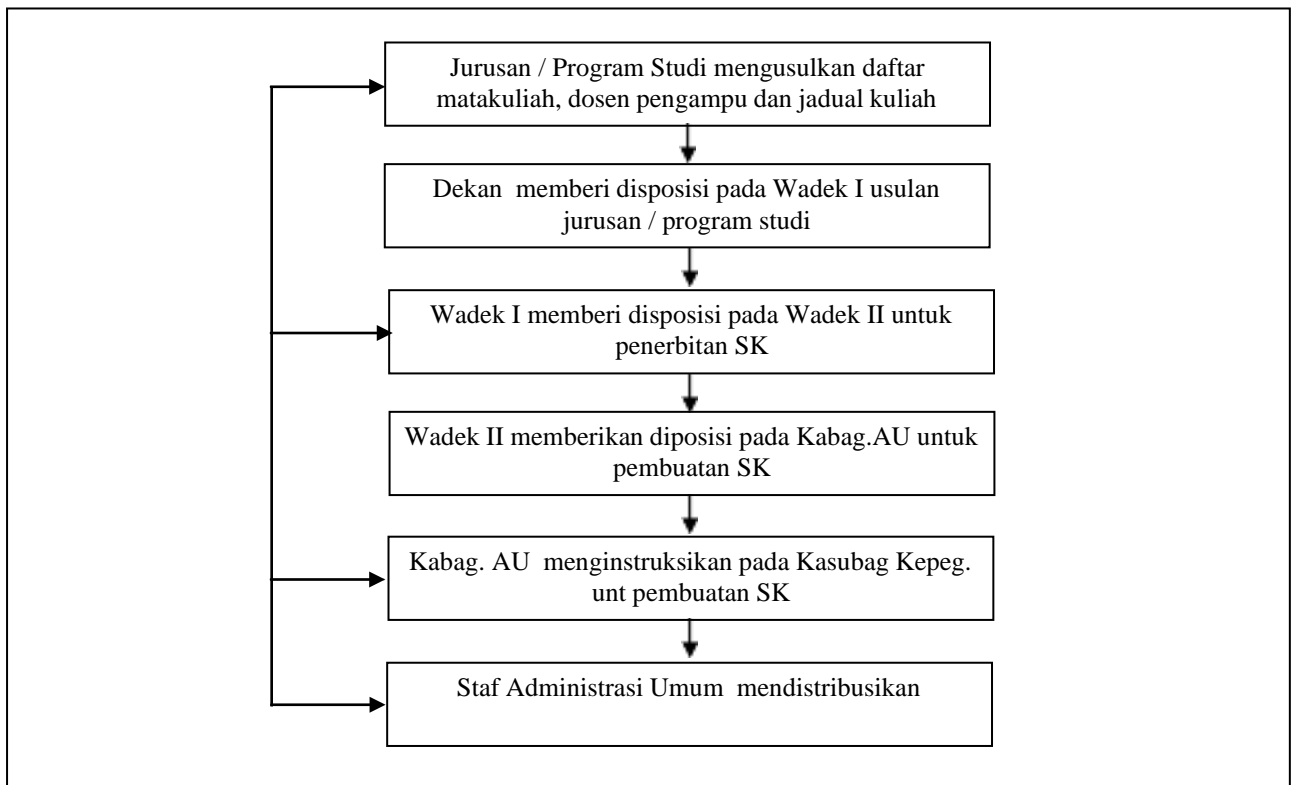 Jurusan / Program Studi mengusulkan daftar
matakuliah, dosen pengampu dan jadual kuliah
Dekan memberi disposisi pada Wadek I usulan
jurusan / program studi
Wadek I memberi disposisi pada Wadek II untuk
penerbitan SK
Wadek II memberikan diposisi pada Kabag.AU untuk
pembuatan SK
Kabag. AU menginstruksikan pada Kasubag Kepeg.
unt pembuatan SK
Staf Administrasi Umum mendistribusikan